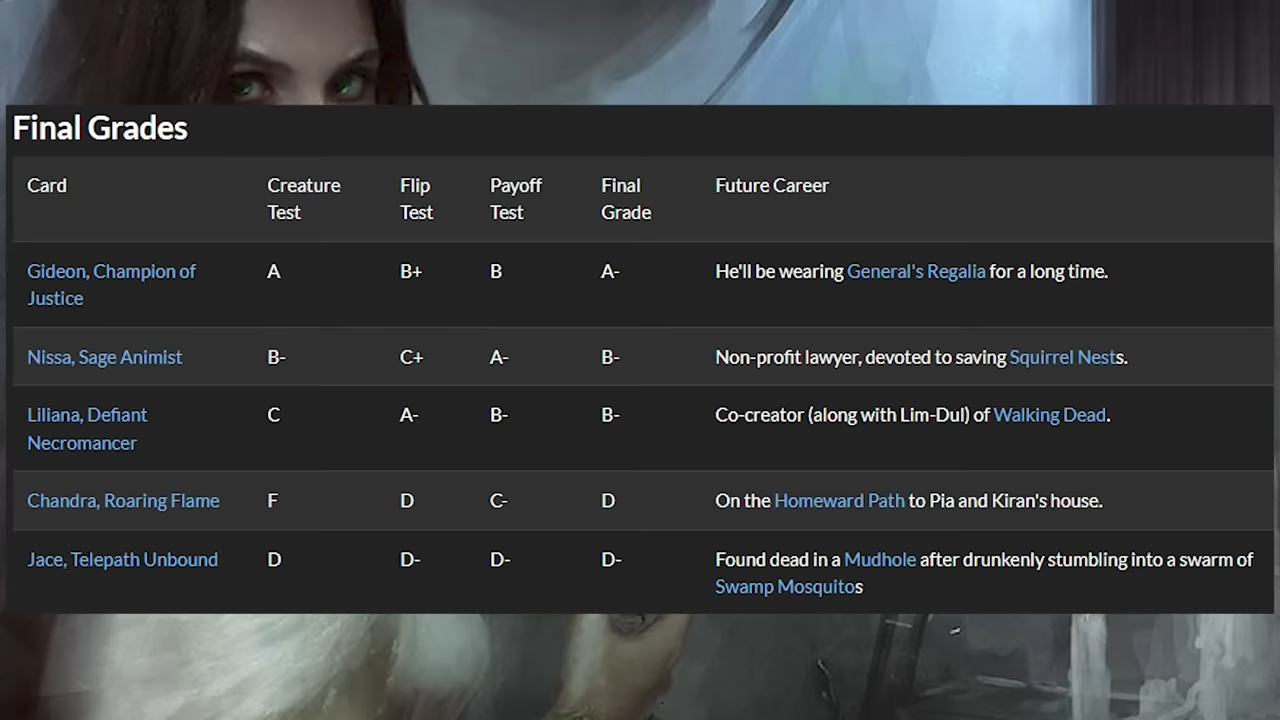 Final Grades
Card Creature Test Flip Test Payoff Test Final Grade Future Career
Gideon, Champion of Justice A B+ B A- He'll be wearing General's Regalia for a long time.
Nissa, Sage Animist B- C+ A- B- Non-profit lawyer, devoted to saving Squirrel Nests.
Liliana, Defiant Necromancer C A- B- B- Co-creator (along with Lim-Dul) of Walking Dead.
Chandra, Roaring Flame F D C- D On the Homeward Path to Pia and Kiran's house.
Jace, Telepath Unbound D D- D- D- Found dead in a Mudhole after drunkenly stumbling into a swarm of Swamp Mosquitos